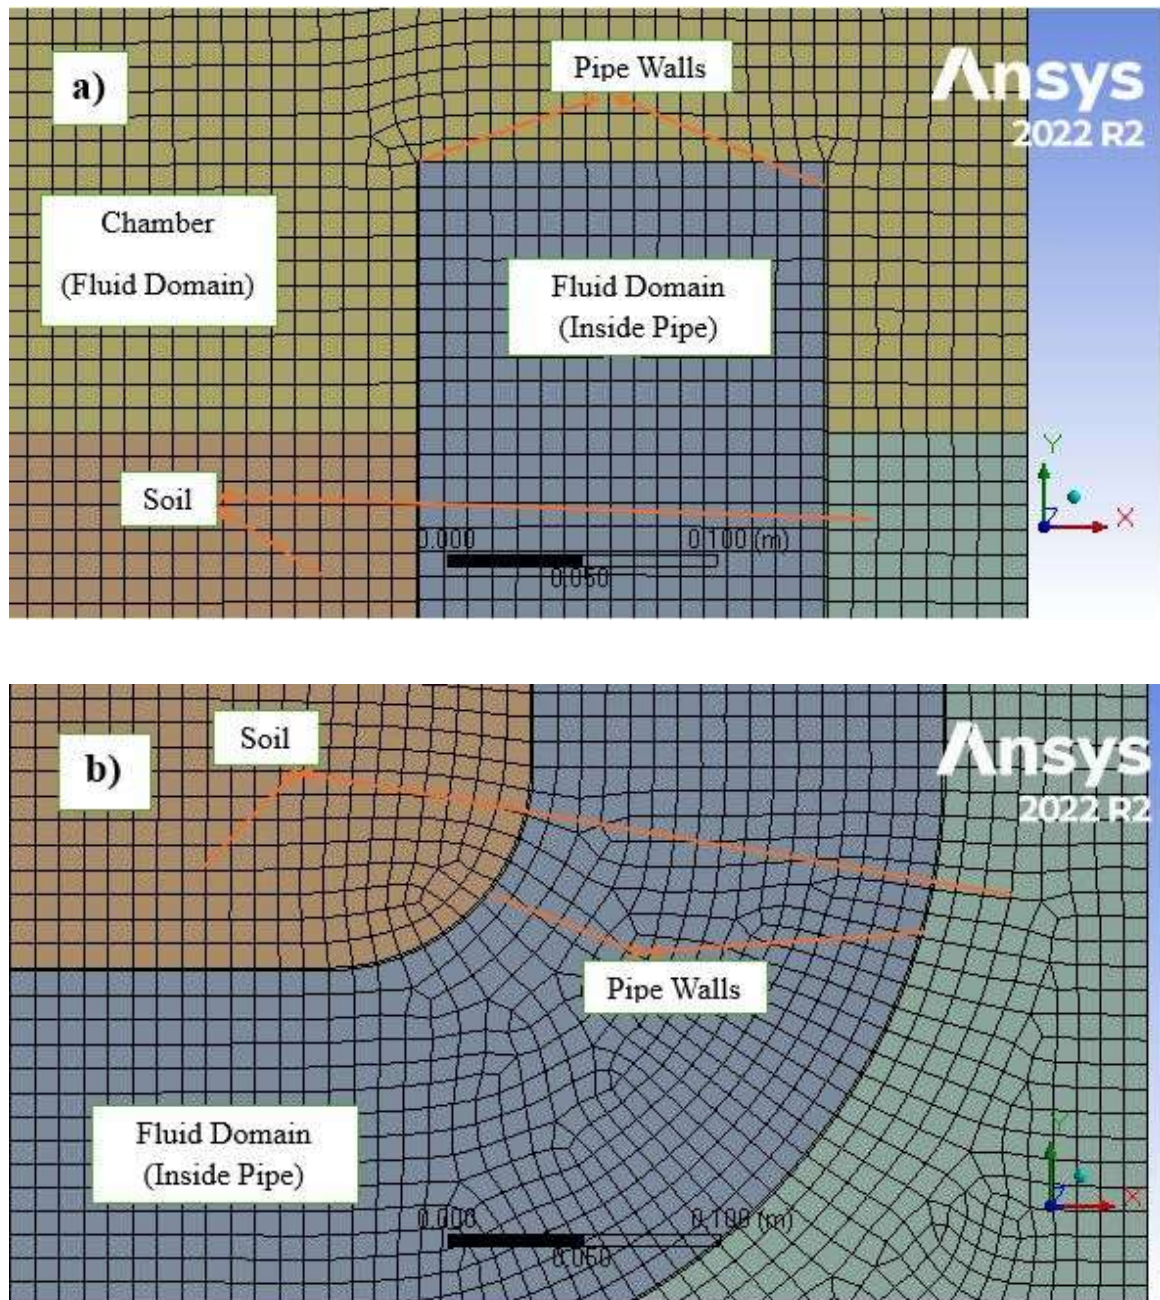 a)
Pipe Walls
Ansys
2022 R2
Chamber
(Fluid Domain)
Fluid Domain
(Inside Pipe)
Y
Z
X
Soil
0.000
0.100 (m)
0.050
b)
Soil
Ansys
2022 R2
Pipe Walls
Fluid Domain
(Inside Pipe)
Y
Z
X
0.000
0.100 (m)
0.050